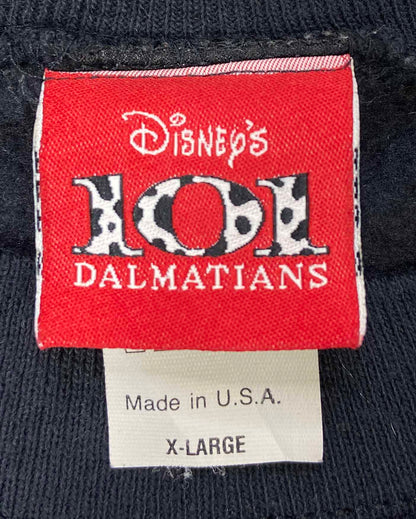 Disney's
101
DALMATIANS
Made in U.S.A.
X-LARGE